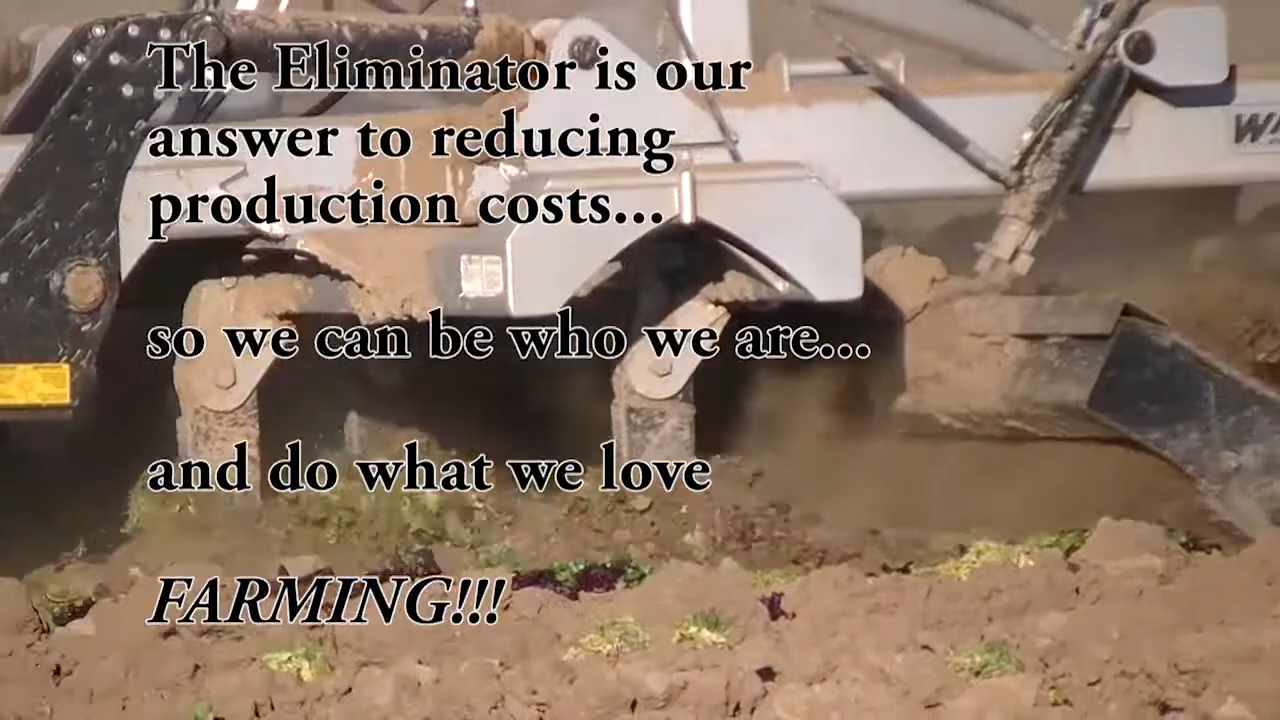 The Eliminator is our
answer to reducing
production costs...
so we can be who we are...
and do what we love
FARMING!!!